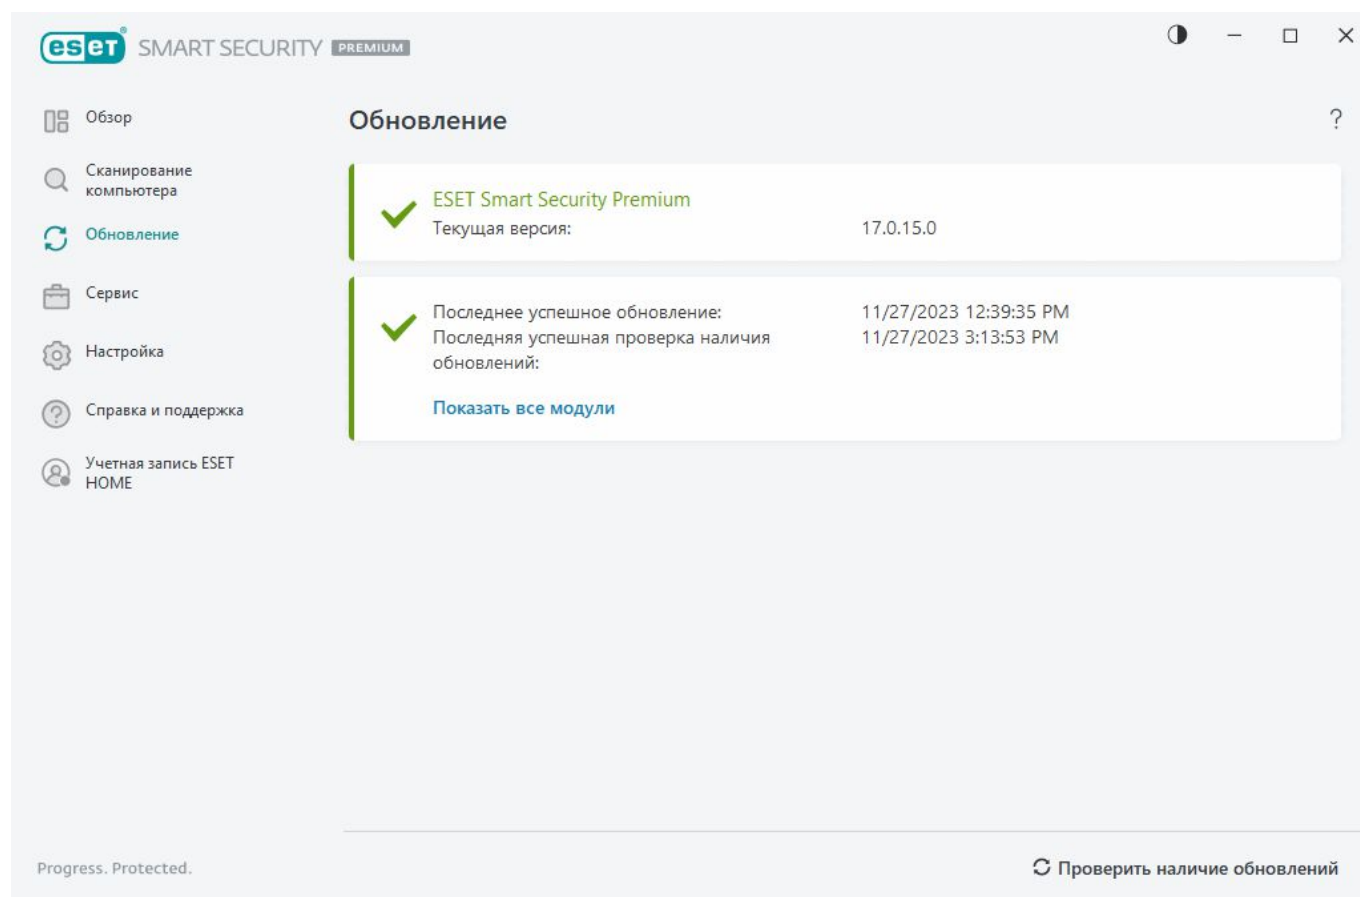 eset® SMART SECURITY PREMIUM
Обзор
Сканирование
компьютера
Обновление
Сервис
Настройка
Справка и поддержка
Учетная запись ESET
HOME
Обновление
?
ESET Smart Security Premium
Текущая версия: 17.0.15.0
Последнее успешное обновление: 11/27/2023 12:39:35 PM
Последняя успешная проверка наличия 11/27/2023 3:13:53 PM
обновлений:
Показать все модули
Progress. Protected.
Проверить наличие обновлений